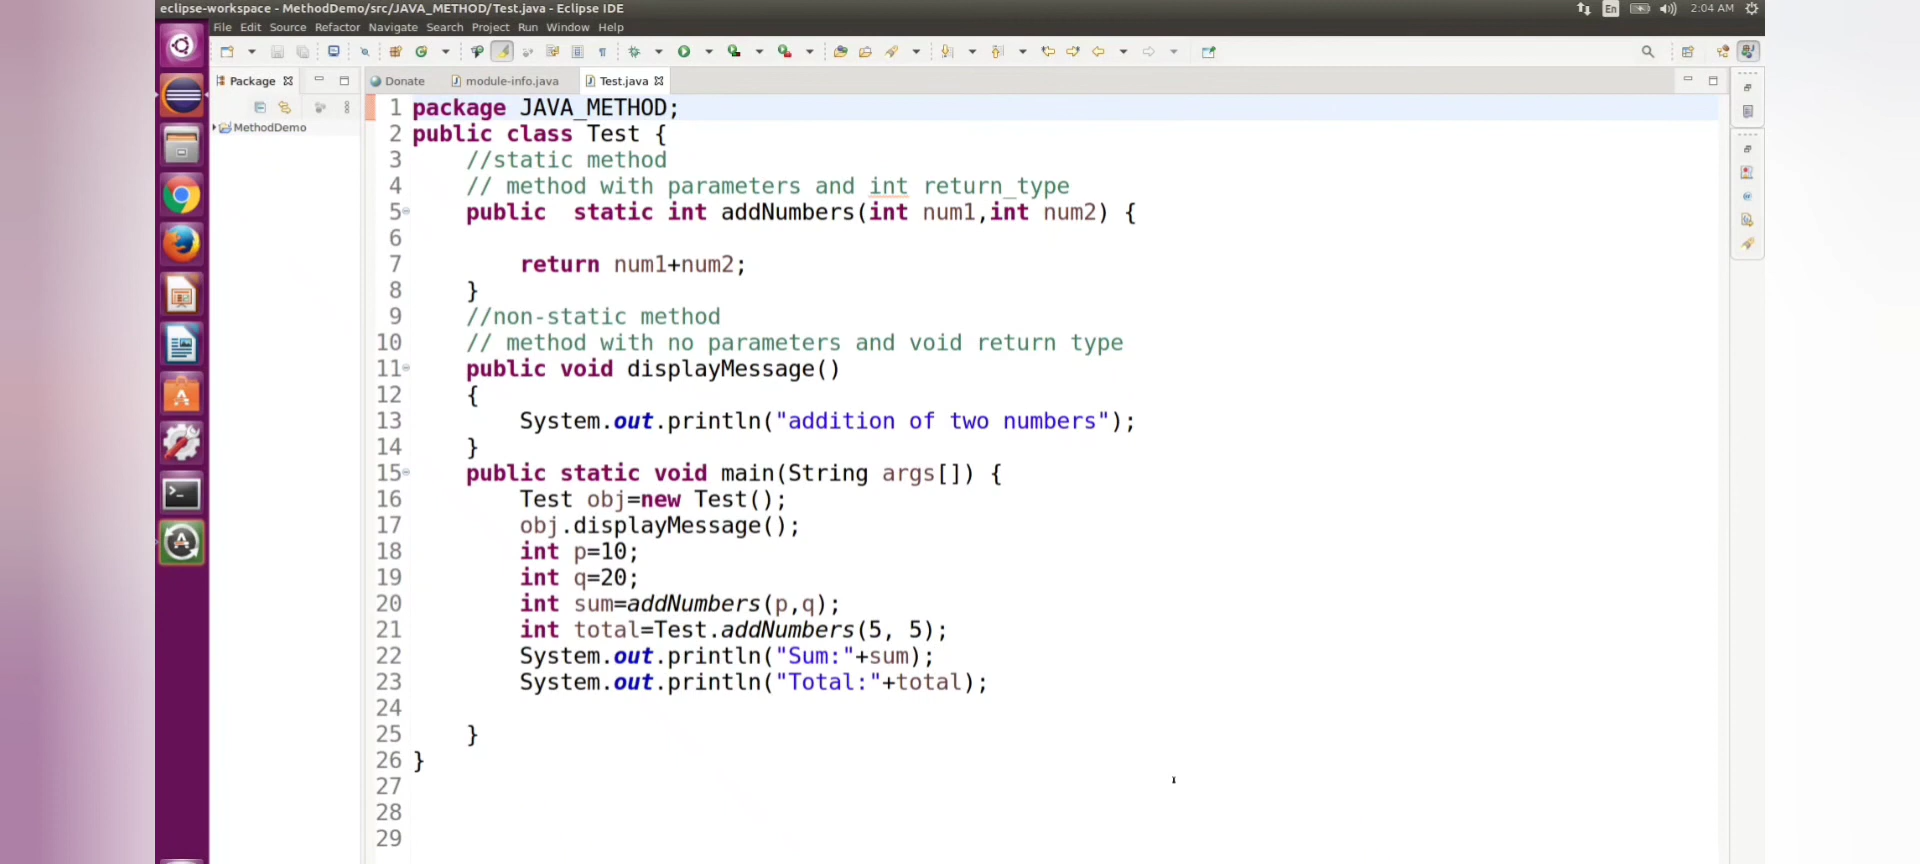 eclipse-workspace - MethodDemo/src/JAVA_METHOD/Test.java - Eclipse IDE
En
2:04 AM
File Edit Source Refactor Navigate Search Project Run Window Help
Package
Donate
module-info.java
Test.java
MethodDemo
1 package JAVA_METHOD;
2 public class Test {
3 //static method
4 // method with parameters and int return_type
5 public  static int addNumbers(int num1,int num2) {
6
7 return num1+num2;
8 }
9 //non-static method
10 // method with no parameters and void return type
11 public void displayMessage()
12 {
13 System.out.println("addition of two numbers");
14 }
15 public static void main(String args[]) {
16 Test obj=new Test();
17 obj.displayMessage();
18 int p=10;
19 int q=20;
20 int sum=addNumbers(p,q);
21 int total=Test.addNumbers(5, 5);
22 System.out.println("Sum:"+sum);
23 System.out.println("Total:"+total);
24
25 }
26 }
27
28
29